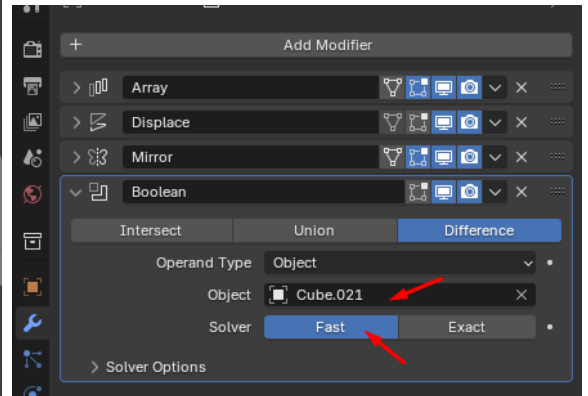 Add Modifier
Array
Displace
Mirror
Boolean
Intersect Union Difference
Operand Type Object
Object Cube.021
Solver Fast Exact
Solver Options